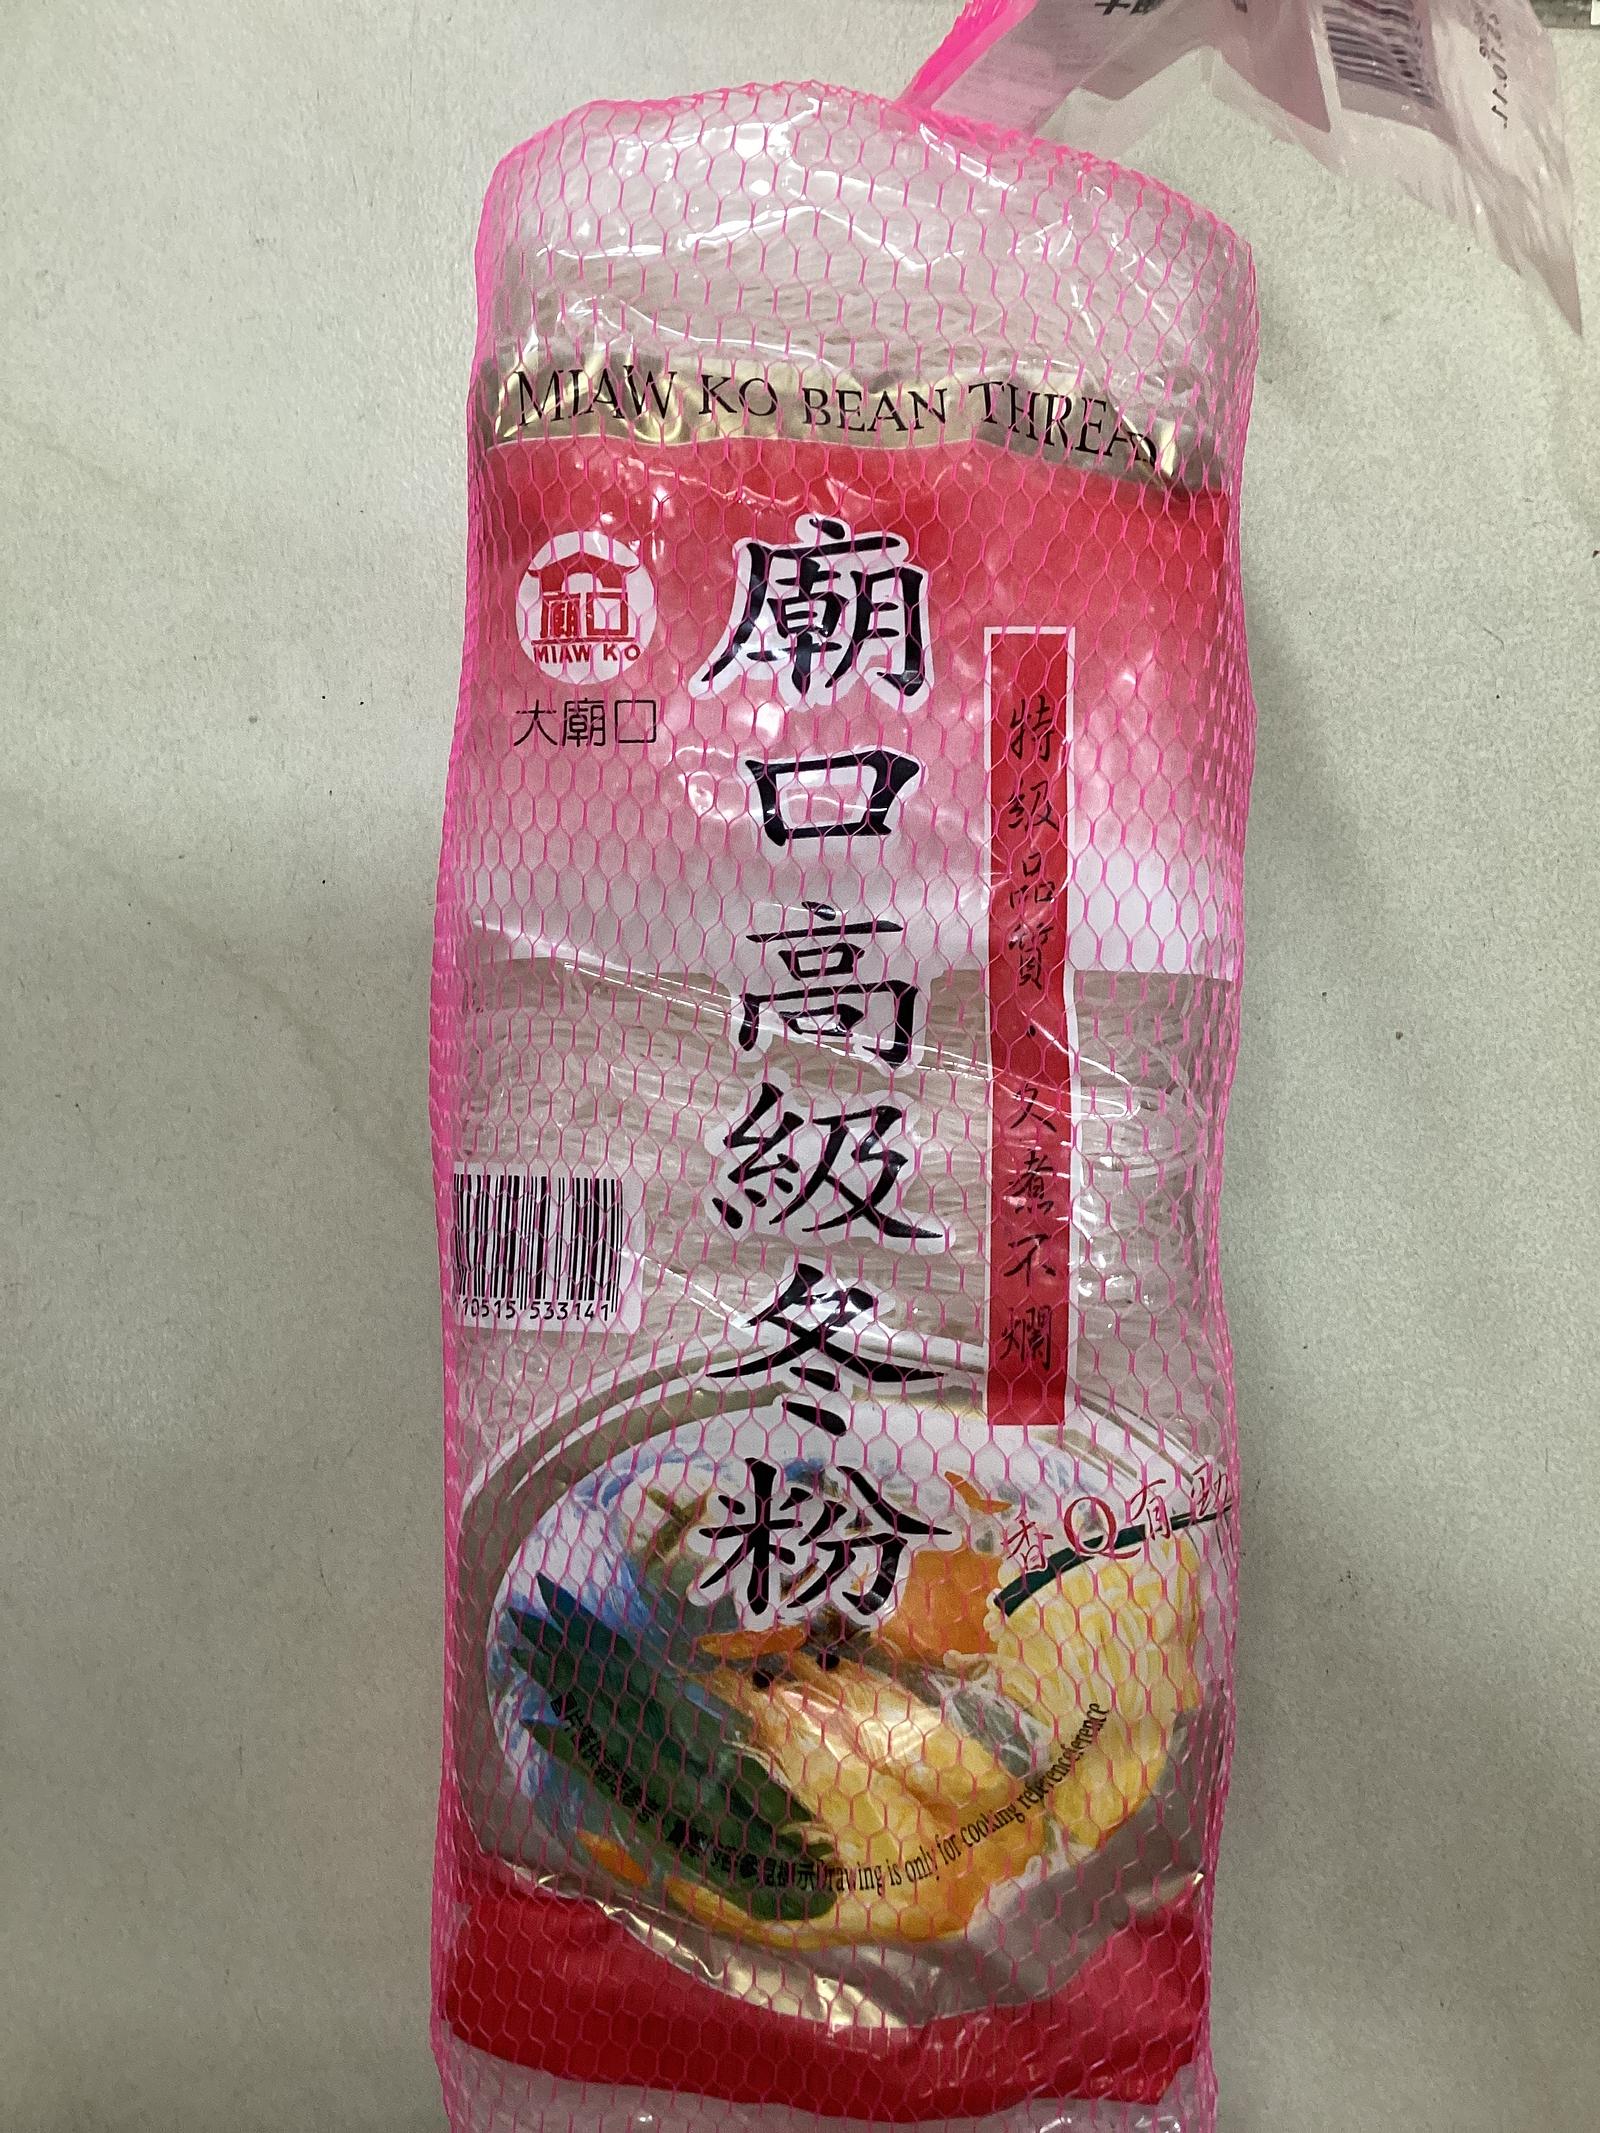 MIAW KO BEAN THREAD
廟口
MIAW KO
大廟口
廟口高級冬粉
特級品質・久煮不爛
10515 533141
香Q有勁
Drawing is only for cooking reference